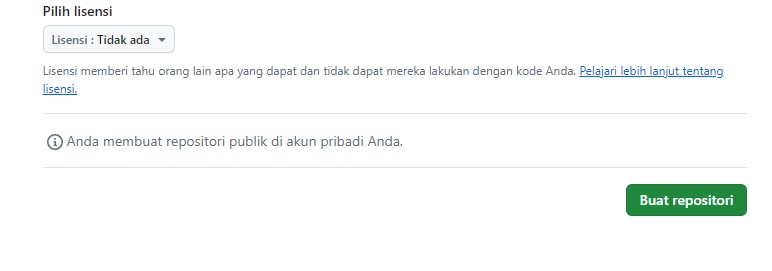 Pilih lisensi
Lisensi : Tidak ada
Lisensi memberi tahu orang lain apa yang dapat dan tidak dapat mereka lakukan dengan kode Anda. Pelajari lebih lanjut tentang
lisensi.
Anda membuat repositori publik di akun pribadi Anda.
Buat repositori